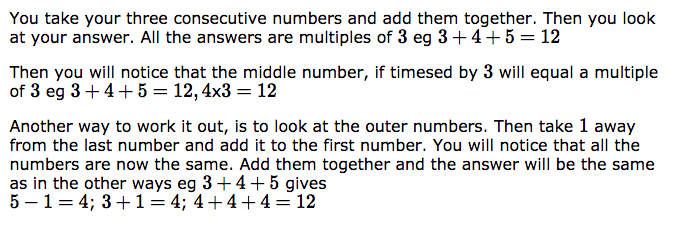 You take your three consecutive numbers and add them together. Then you look
at your answer. All the answers are multiples of 3 eg 3 + 4 + 5 = 12
Then you will notice that the middle number, if timesed by 3 will equal a multiple
of 3 eg 3 + 4 + 5 = 12, 4x3 = 12
Another way to work it out, is to look at the outer numbers. Then take 1 away
from the last number and add it to the first number. You will notice that all the
numbers are now the same. Add them together and the answer will be the same
as in the other ways eg 3 + 4 + 5 gives
5 − 1 = 4; 3 + 1 = 4; 4 + 4 + 4 = 12